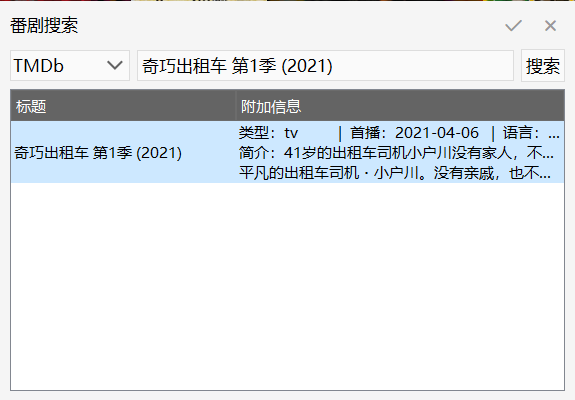 番剧搜索
TMDb 奇巧出租车 第1季 (2021) 搜索
标题 附加信息
奇巧出租车 第1季 (2021)
类型：tv | 首播：2021-04-06 | 语言：...
简介：41岁的出租车司机小户川没有家人，不...
平凡的出租车司机·小户川。没有亲戚，也不...